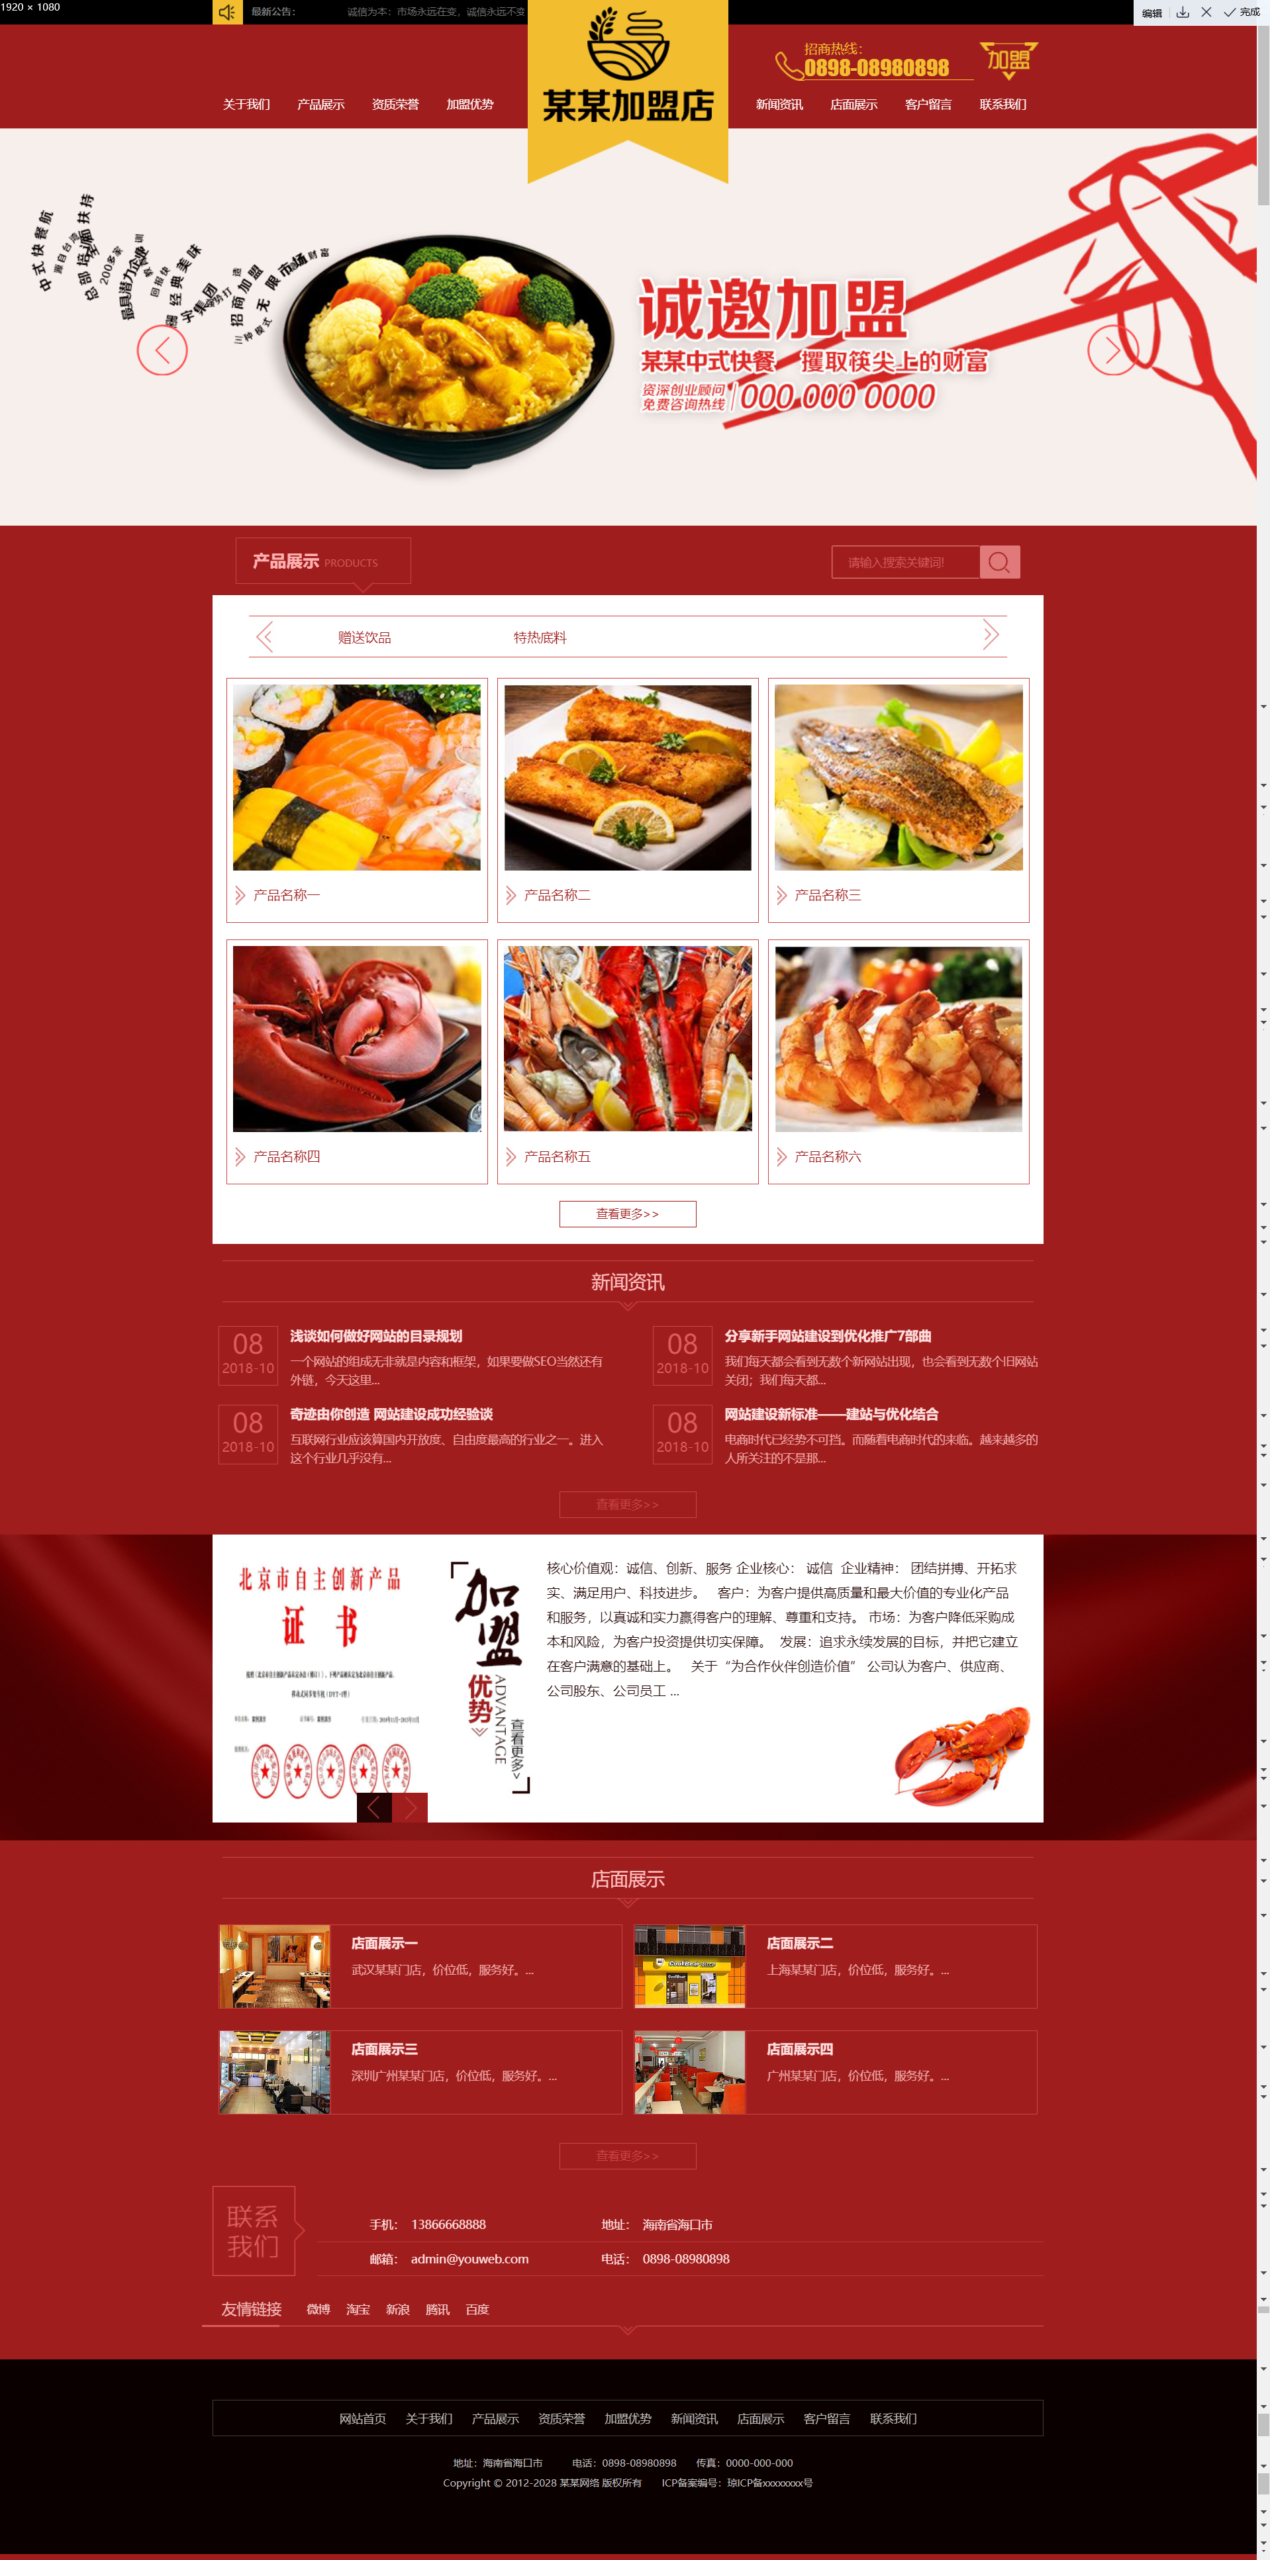 1920 × 1080
最新公告：
诚信为本：市场永远在变，诚信永远不变
编辑
完成
招商热线：
0898-08980898
加盟
某某加盟店
关于我们
产品展示
资质荣誉
加盟优势
新闻资讯
店面展示
客户留言
联系我们
中式快餐航
源自台湾
总部培训
面扶持
200多家
最具潜力企业
回报快
经典美味
字集团
招商加盟
三种模式
无限市场
诚邀加盟
某某中式快餐 攫取筷尖上的财富
资深创业顾问
免费咨询热线
000 000 0000
产品展示 PRODUCTS
请输入搜索关键词!
赠送饮品
特热底料
产品名称一
产品名称二
产品名称三
产品名称四
产品名称五
产品名称六
查看更多>>
新闻资讯
08
2018-10
浅谈如何做好网站的目录规划
一个网站的组成无非就是内容和框架，如果要做SEO当然还有
外链，今天这里...
08
2018-10
分享新手网站建设到优化推广7部曲
我们每天都会看到无数个新网站出现，也会看到无数个旧网站
关闭；我们每天都...
08
2018-10
奇迹由你创造 网站建设成功经验谈
互联网行业应该算国内开放度、自由度最高的行业之一。进入
这个行业几乎没有...
08
2018-10
网站建设新标准——建站与优化结合
电商时代已经势不可挡。而随着电商时代的来临。越来越多的
人所关注的不是那...
查看更多>>
北京市自主创新产品
证 书
加盟
优势
ADVANTAGE
查看更多>
核心价值观：诚信、创新、服务 企业核心： 诚信  企业精神： 团结拼搏、开拓求
实、满足用户、科技进步。   客户：为客户提供高质量和最大价值的专业化产品
和服务，以真诚和实力赢得客户的理解、尊重和支持。 市场：为客户降低采购成
本和风险，为客户投资提供切实保障。  发展：追求永续发展的目标，并把它建立
在客户满意的基础上。   关于“为合作伙伴创造价值” 公司认为客户、供应商、
公司股东、公司员工 ...
店面展示
店面展示一
武汉某某门店，价位低，服务好。...
店面展示二
上海某某门店，价位低，服务好。...
店面展示三
深圳广州某某门店，价位低，服务好。...
店面展示四
广州某某门店，价位低，服务好。...
查看更多>>
联系
我们
手机： 13866668888
地址： 海南省海口市
邮箱： admin@youweb.com
电话： 0898-08980898
友情链接
微博
淘宝
新浪
腾讯
百度
网站首页
关于我们
产品展示
资质荣誉
加盟优势
新闻资讯
店面展示
客户留言
联系我们
地址：海南省海口市 电话：0898-08980898 传真：0000-000-000
Copyright © 2012-2028 某某网络 版权所有 ICP备案编号：琼ICP备xxxxxxxx号